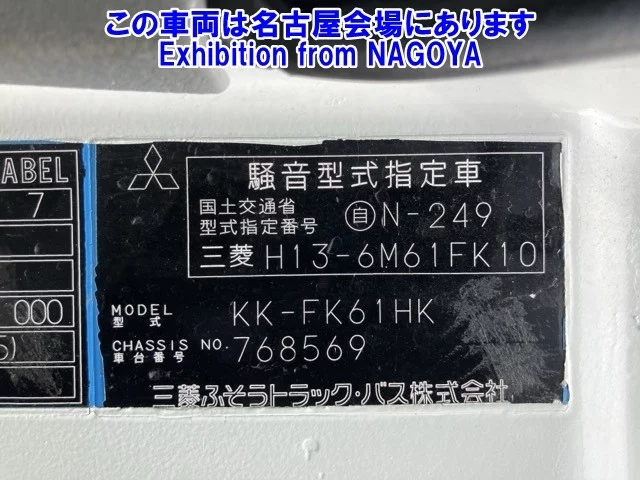 この車両は名古屋会場にあります
Exhibition from NAGOYA
ABEL
7
000
5)
騒音型式指定車
国土交通省
型式指定番号 自N-249
三菱 H13-6M61FK10
MODEL
型式 KK-FK61HK
CHASSIS NO.
車台番号 768569
三菱ふそうトラック・バス株式会社